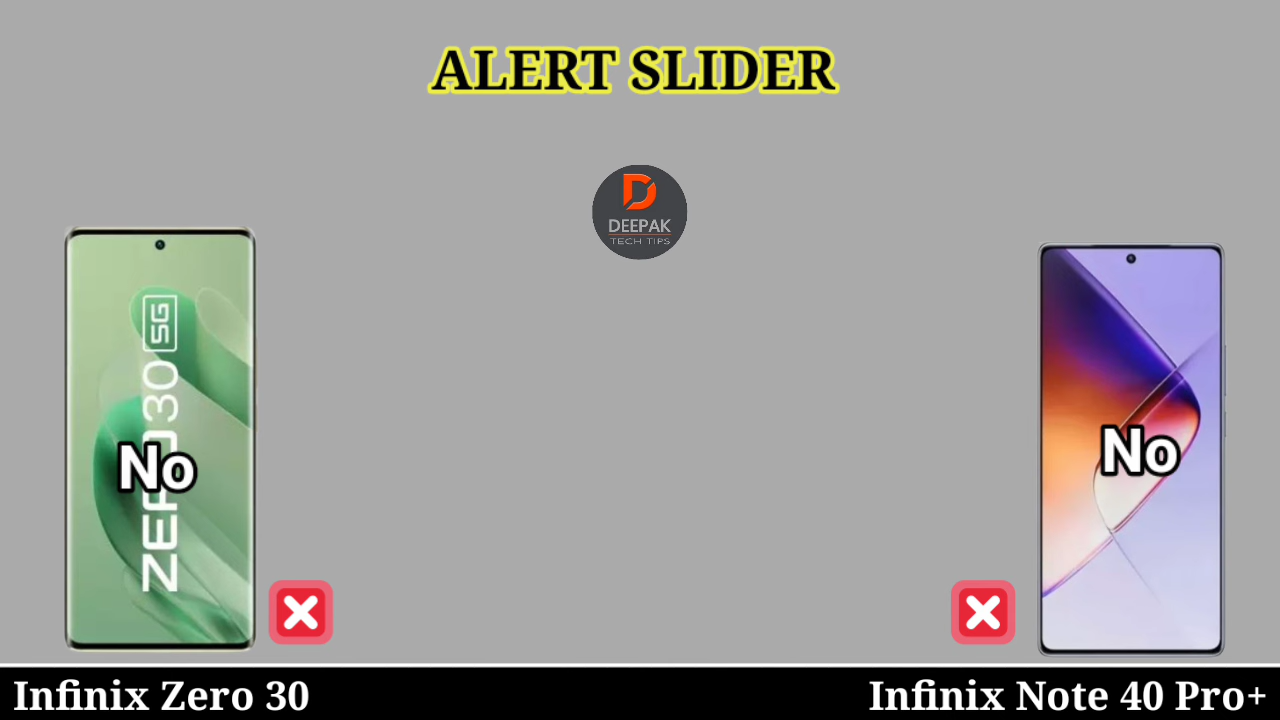 ALERT SLIDER
D
DEEPAK
TECH TIPS
ZERO 30 5G
No
No
Infinix Zero 30
Infinix Note 40 Pro+